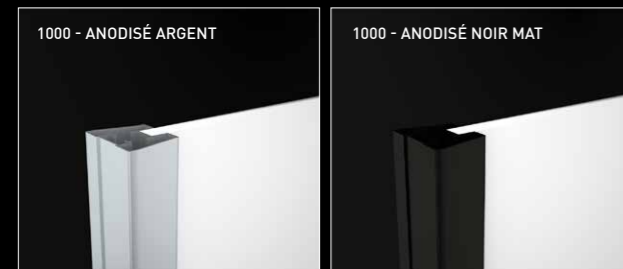 1000 - ANODISÉ ARGENT
1000 - ANODISÉ NOIR MAT